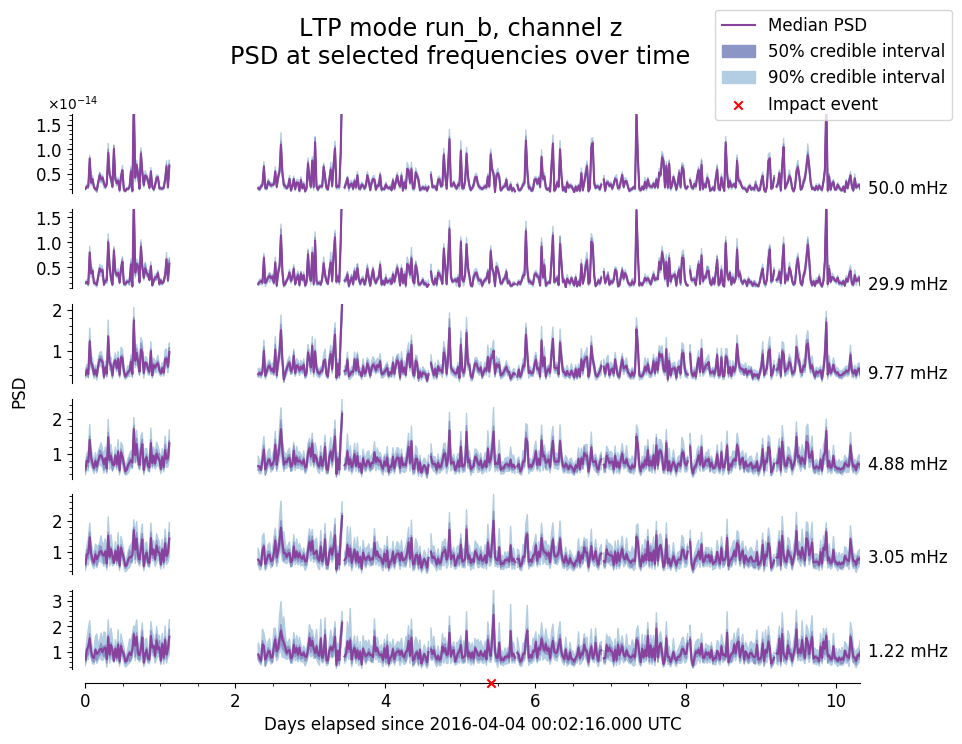 LTP mode run_b, channel z
PSD at selected frequencies over time
Median PSD
50% credible interval
90% credible interval
Impact event
×10⁻¹⁴
1.5
1.0
0.5
50.0 mHz
1.5
1.0
0.5
29.9 mHz
2
1
9.77 mHz
PSD
2
1
4.88 mHz
2
1
3.05 mHz
3
2
1
1.22 mHz
0 2 4 6 8 10
Days elapsed since 2016-04-04 00:02:16.000 UTC